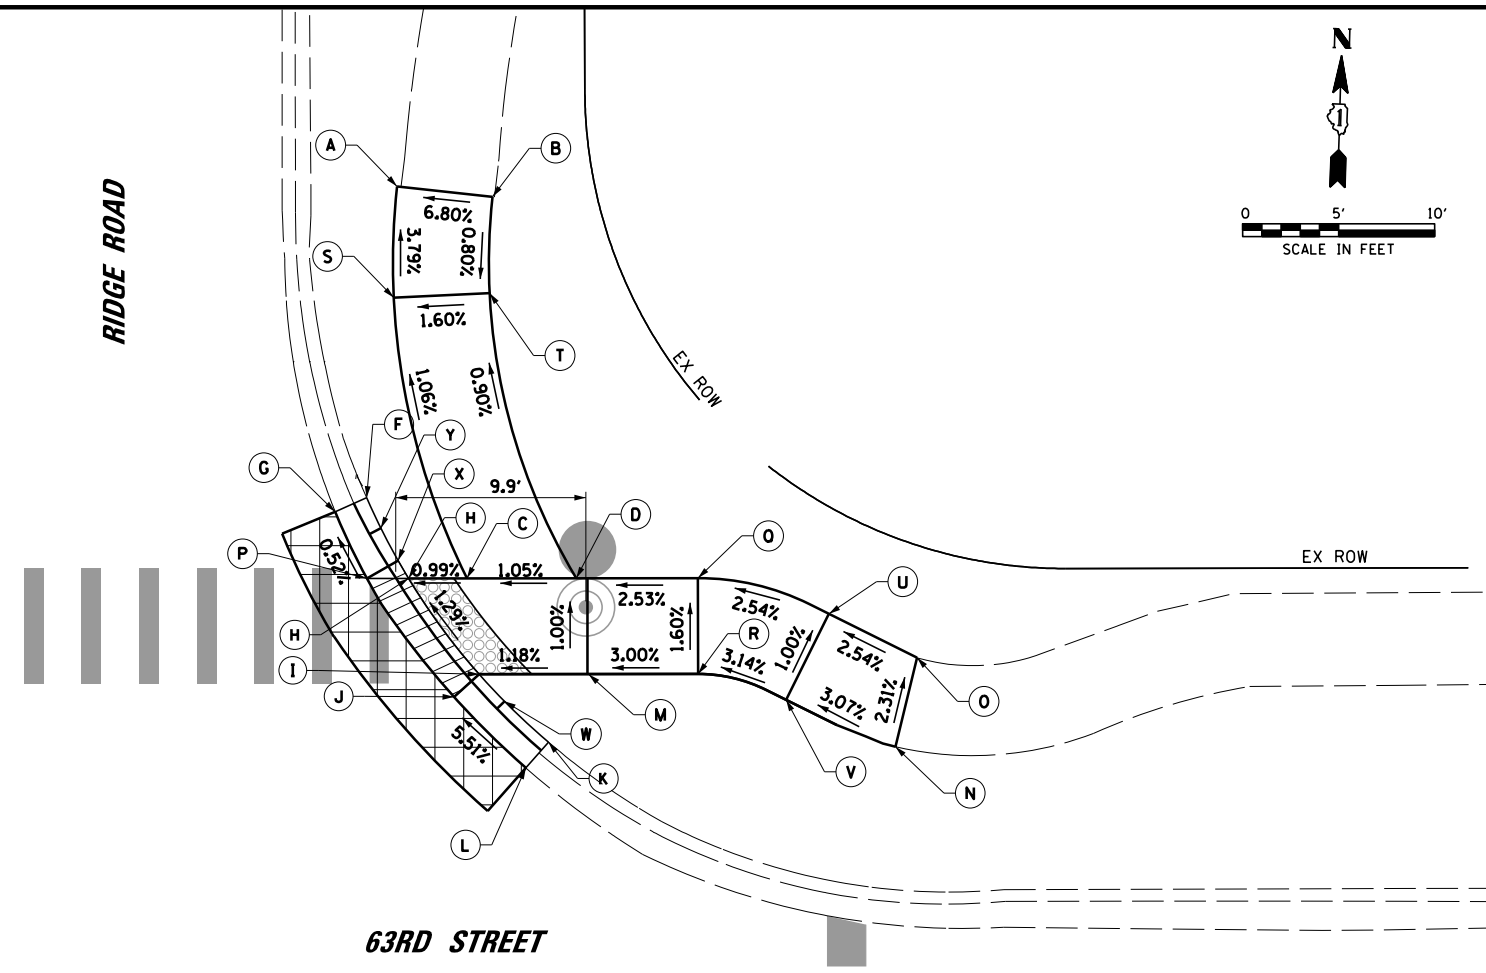 N
1
0 5' 10'
SCALE IN FEET
RIDGE ROAD
A
B
6.80%
3.79%
0.80%
S
1.60%
T
1.06%
0.90%
EX ROW
F
Y
G
X
9.9'
H
C
D
Q
P
0.52%
0.99%
1.05%
EX ROW
2.53%
2.54%
U
1.29%
1.00%
1.60%
R
1.00%
H
1.18%
3.00%
3.14%
2.54%
I
J
M
3.07%
2.31%
O
W
5.51%
K
V
N
L
63RD STREET